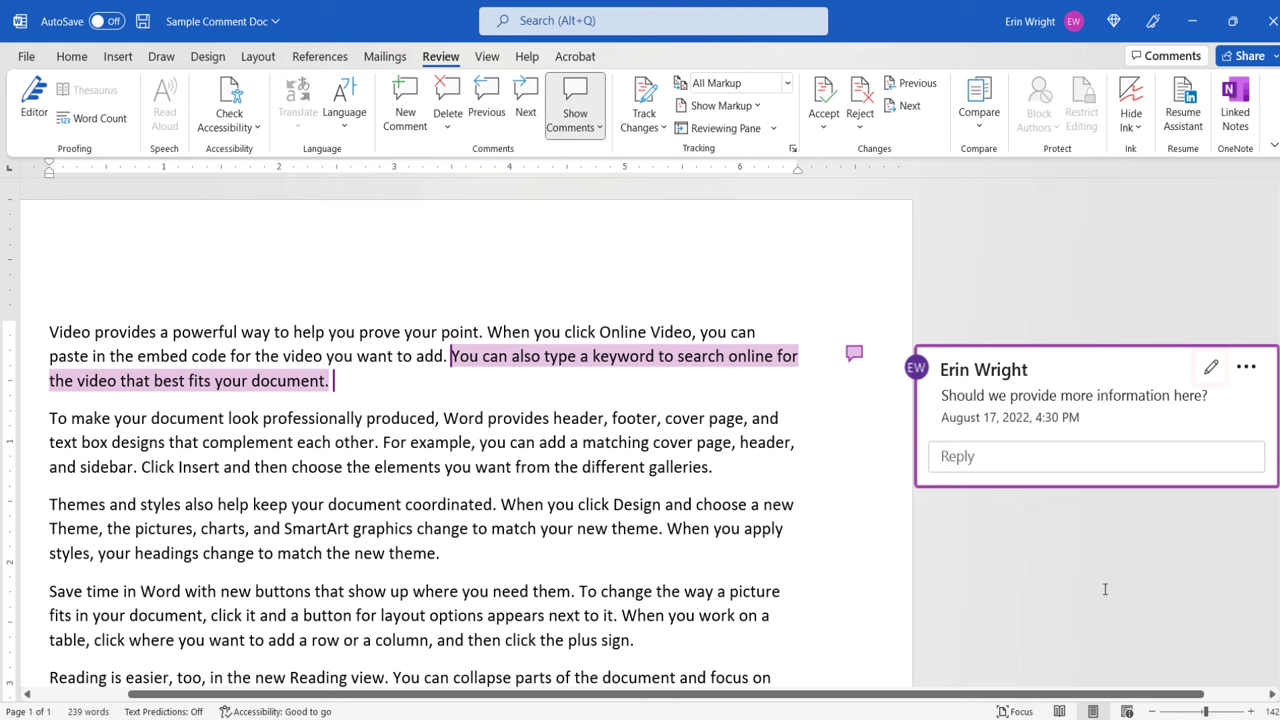 AutoSave Off Sample Comment Doc Search (Alt+Q) Erin Wright EW
File Home Insert Draw Design Layout References Mailings Review View Help Acrobat Comments Share
Editor Thesaurus Word Count Proofing
Read Aloud Speech
Check Accessibility Accessibility
Translate Language Language
New Comment Delete Previous Next Show Comments Comments
Track Changes All Markup Show Markup Reviewing Pane Tracking
Accept Reject Previous Next Changes
Compare Compare
Block Authors Restrict Editing Protect
Hide Ink Ink
Resume Assistant Resume
Linked Notes OneNote
1 2 3 4 5 6
Video provides a powerful way to help you prove your point. When you click Online Video, you can
paste in the embed code for the video you want to add. You can also type a keyword to search online for
the video that best fits your document.
To make your document look professionally produced, Word provides header, footer, cover page, and
text box designs that complement each other. For example, you can add a matching cover page, header,
and sidebar. Click Insert and then choose the elements you want from the different galleries.
Themes and styles also help keep your document coordinated. When you click Design and choose a new
Theme, the pictures, charts, and SmartArt graphics change to match your new theme. When you apply
styles, your headings change to match the new theme.
Save time in Word with new buttons that show up where you need them. To change the way a picture
fits in your document, click it and a button for layout options appears next to it. When you work on a
table, click where you want to add a row or a column, and then click the plus sign.
Reading is easier, too, in the new Reading view. You can collapse parts of the document and focus on
EW Erin Wright
Should we provide more information here?
August 17, 2022, 4:30 PM
Reply
1
2
3
Page 1 of 1 239 words Text Predictions: Off Accessibility: Good to go Focus 142